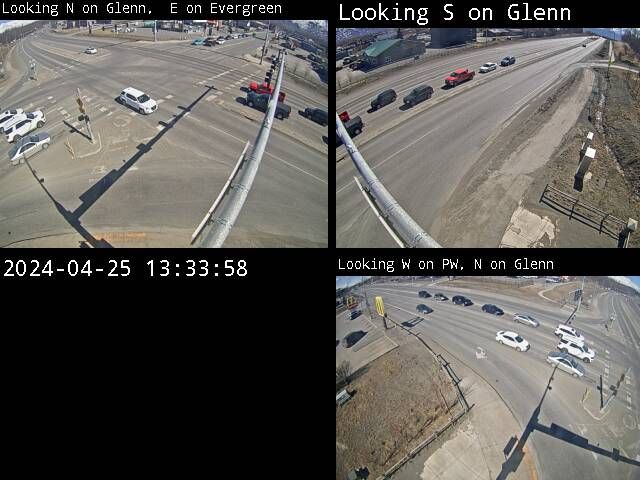 Looking N on Glenn, E on Evergreen
Looking S on Glenn
2024-04-25 13:33:58
Looking W on PW, N on Glenn